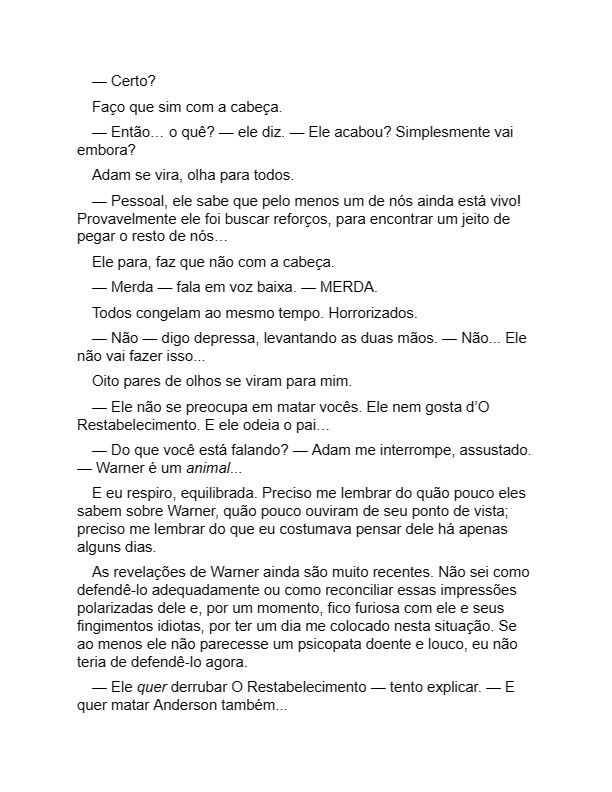 — Certo?
Faço que sim com a cabeça.
— Então… o quê? — ele diz. — Ele acabou? Simplesmente vai
embora?
Adam se vira, olha para todos.
— Pessoal, ele sabe que pelo menos um de nós ainda está vivo!
Provavelmente ele foi buscar reforços, para encontrar um jeito de
pegar o resto de nós…
Ele para, faz que não com a cabeça.
— Merda — fala em voz baixa. — MERDA.
Todos congelam ao mesmo tempo. Horrorizados.
— Não — digo depressa, levantando as duas mãos. — Não... Ele
não vai fazer isso...
Oito pares de olhos se viram para mim.
— Ele não se preocupa em matar vocês. Ele nem gosta d’O
Restabelecimento. E ele odeia o pai…
— Do que você está falando? — Adam me interrompe, assustado.
— Warner é um animal...
E eu respiro, equilibrada. Preciso me lembrar do quão pouco eles
sabem sobre Warner, quão pouco ouviram de seu ponto de vista;
preciso me lembrar do que eu costumava pensar dele há apenas
alguns dias.
As revelações de Warner ainda são muito recentes. Não sei como
defendê-lo adequadamente ou como reconciliar essas impressões
polarizadas dele e, por um momento, fico furiosa com ele e seus
fingimentos idiotas, por ter um dia me colocado nesta situação. Se
ao menos ele não parecesse um psicopata doente e louco, eu não
teria de defendê-lo agora.
— Ele quer derrubar O Restabelecimento — tento explicar. — E
quer matar Anderson também...